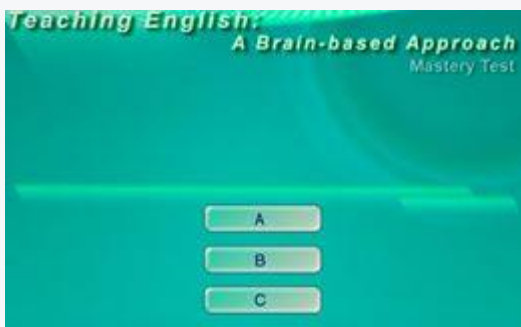 Teaching English:
A Brain-based Approach
Mastery Test
A
B
C